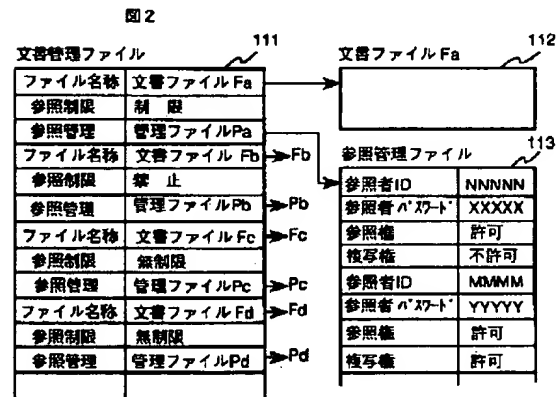 図2
文書管理ファイル 111
ファイル名称 文書ファイルFa
参照制限 制 限
参照管理 管理ファイルPa
ファイル名称 文書ファイル Fb Fb
参照制限 禁 止
参照管理 管理ファイルPb Pb
ファイル名称 文書ファイルFc Fc
参照制限 無制限
参照管理 管理ファイルPc Pc
ファイル名称 文書ファイルFd Fd
参照制限 無制限
参照管理 管理ファイルPd Pd
文書ファイルFa 112
参照管理ファイル 113
参照者ID NNNNN
参照者パスワード XXXXX
参照権 許可
複写権 不許可
参照者ID MMMM
参照者パスワード YYYYY
参照権 許可
複写権 許可